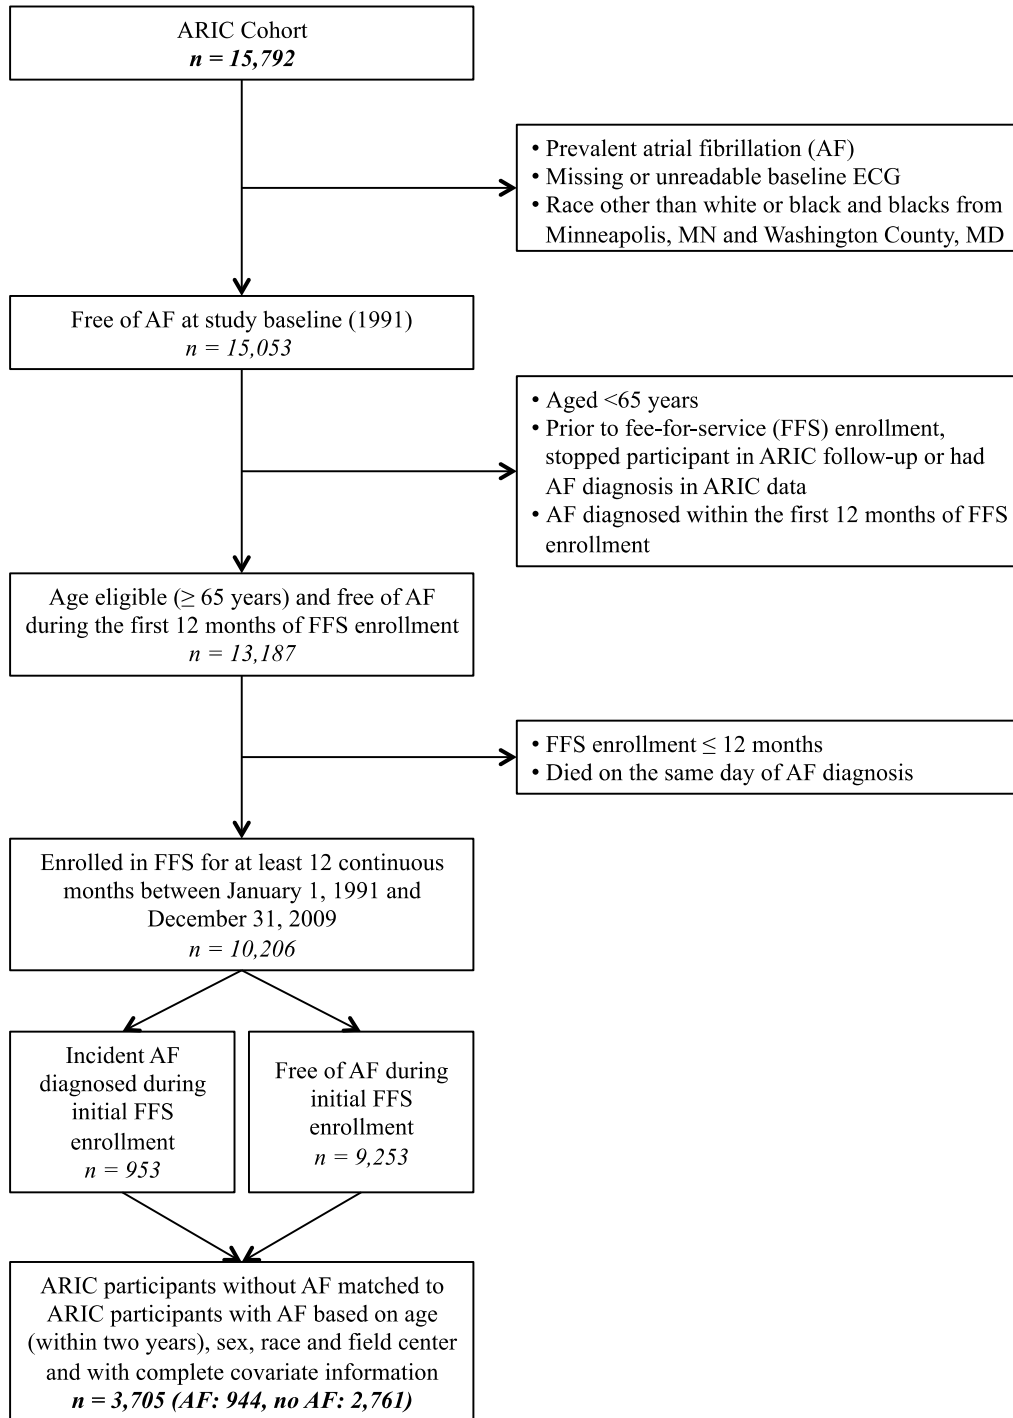 ARIC Cohort
n = 15,792
• Prevalent atrial fibrillation (AF)
• Missing or unreadable baseline ECG
• Race other than white or black and blacks from
Minneapolis, MN and Washington County, MD
Free of AF at study baseline (1991)
n = 15,053
• Aged <65 years
• Prior to fee-for-service (FFS) enrollment,
stopped participant in ARIC follow-up or had
AF diagnosis in ARIC data
• AF diagnosed within the first 12 months of FFS
enrollment
Age eligible (≥ 65 years) and free of AF
during the first 12 months of FFS enrollment
n = 13,187
• FFS enrollment ≤ 12 months
• Died on the same day of AF diagnosis
Enrolled in FFS for at least 12 continuous
months between January 1, 1991 and
December 31, 2009
n = 10,206
Incident AF
diagnosed during
initial FFS
enrollment
n = 953
Free of AF during
initial FFS
enrollment
n = 9,253
ARIC participants without AF matched to
ARIC participants with AF based on age
(within two years), sex, race and field center
and with complete covariate information
n = 3,705 (AF: 944, no AF: 2,761)